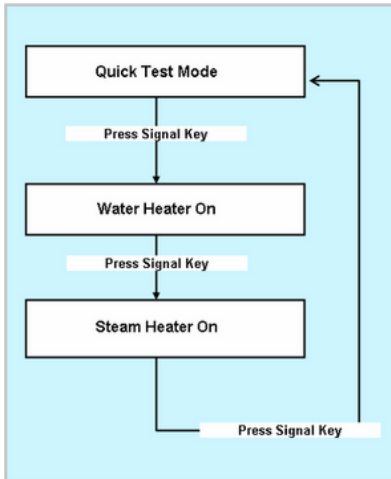 Quick Test Mode
Press Signal Key
Water Heater On
Press Signal Key
Steam Heater On
Press Signal Key